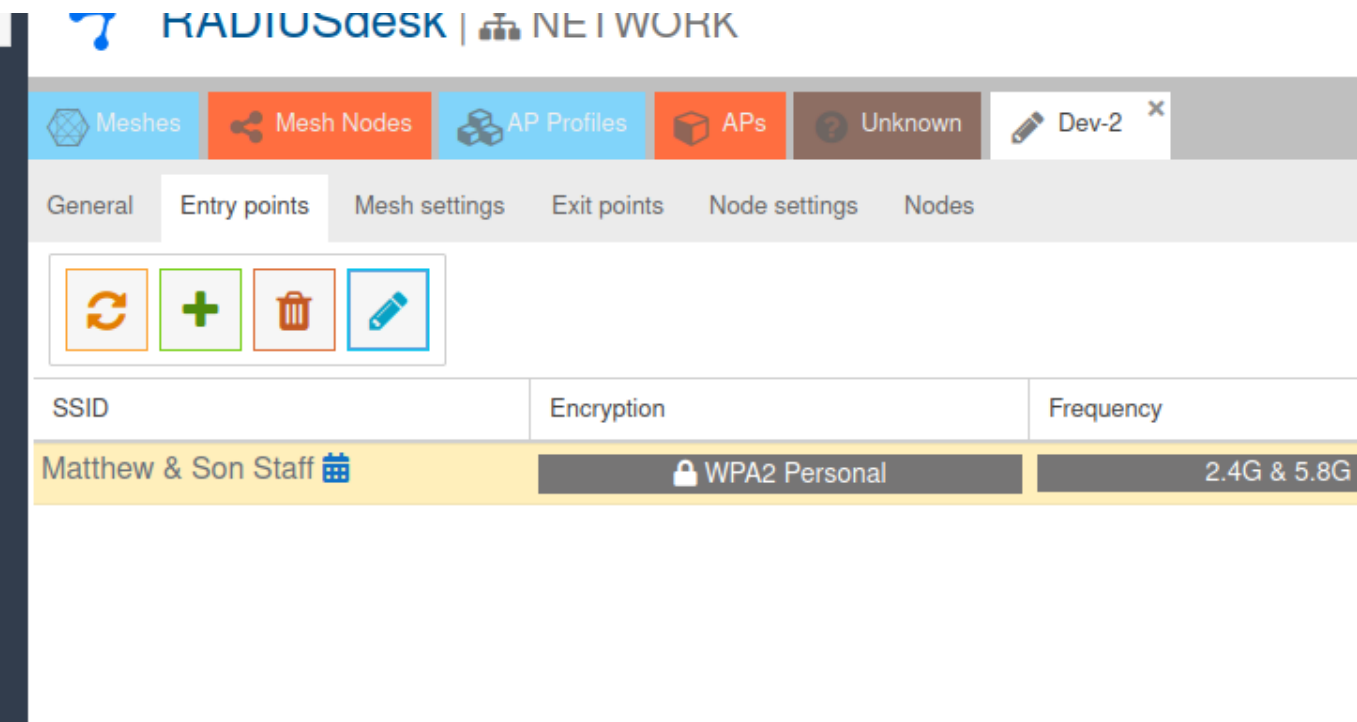 RADIUSdesk | NETWORK
Meshes Mesh Nodes AP Profiles APs Unknown Dev-2
General Entry points Mesh settings Exit points Node settings Nodes
SSID Encryption Frequency
Matthew & Son Staff WPA2 Personal 2.4G & 5.8G